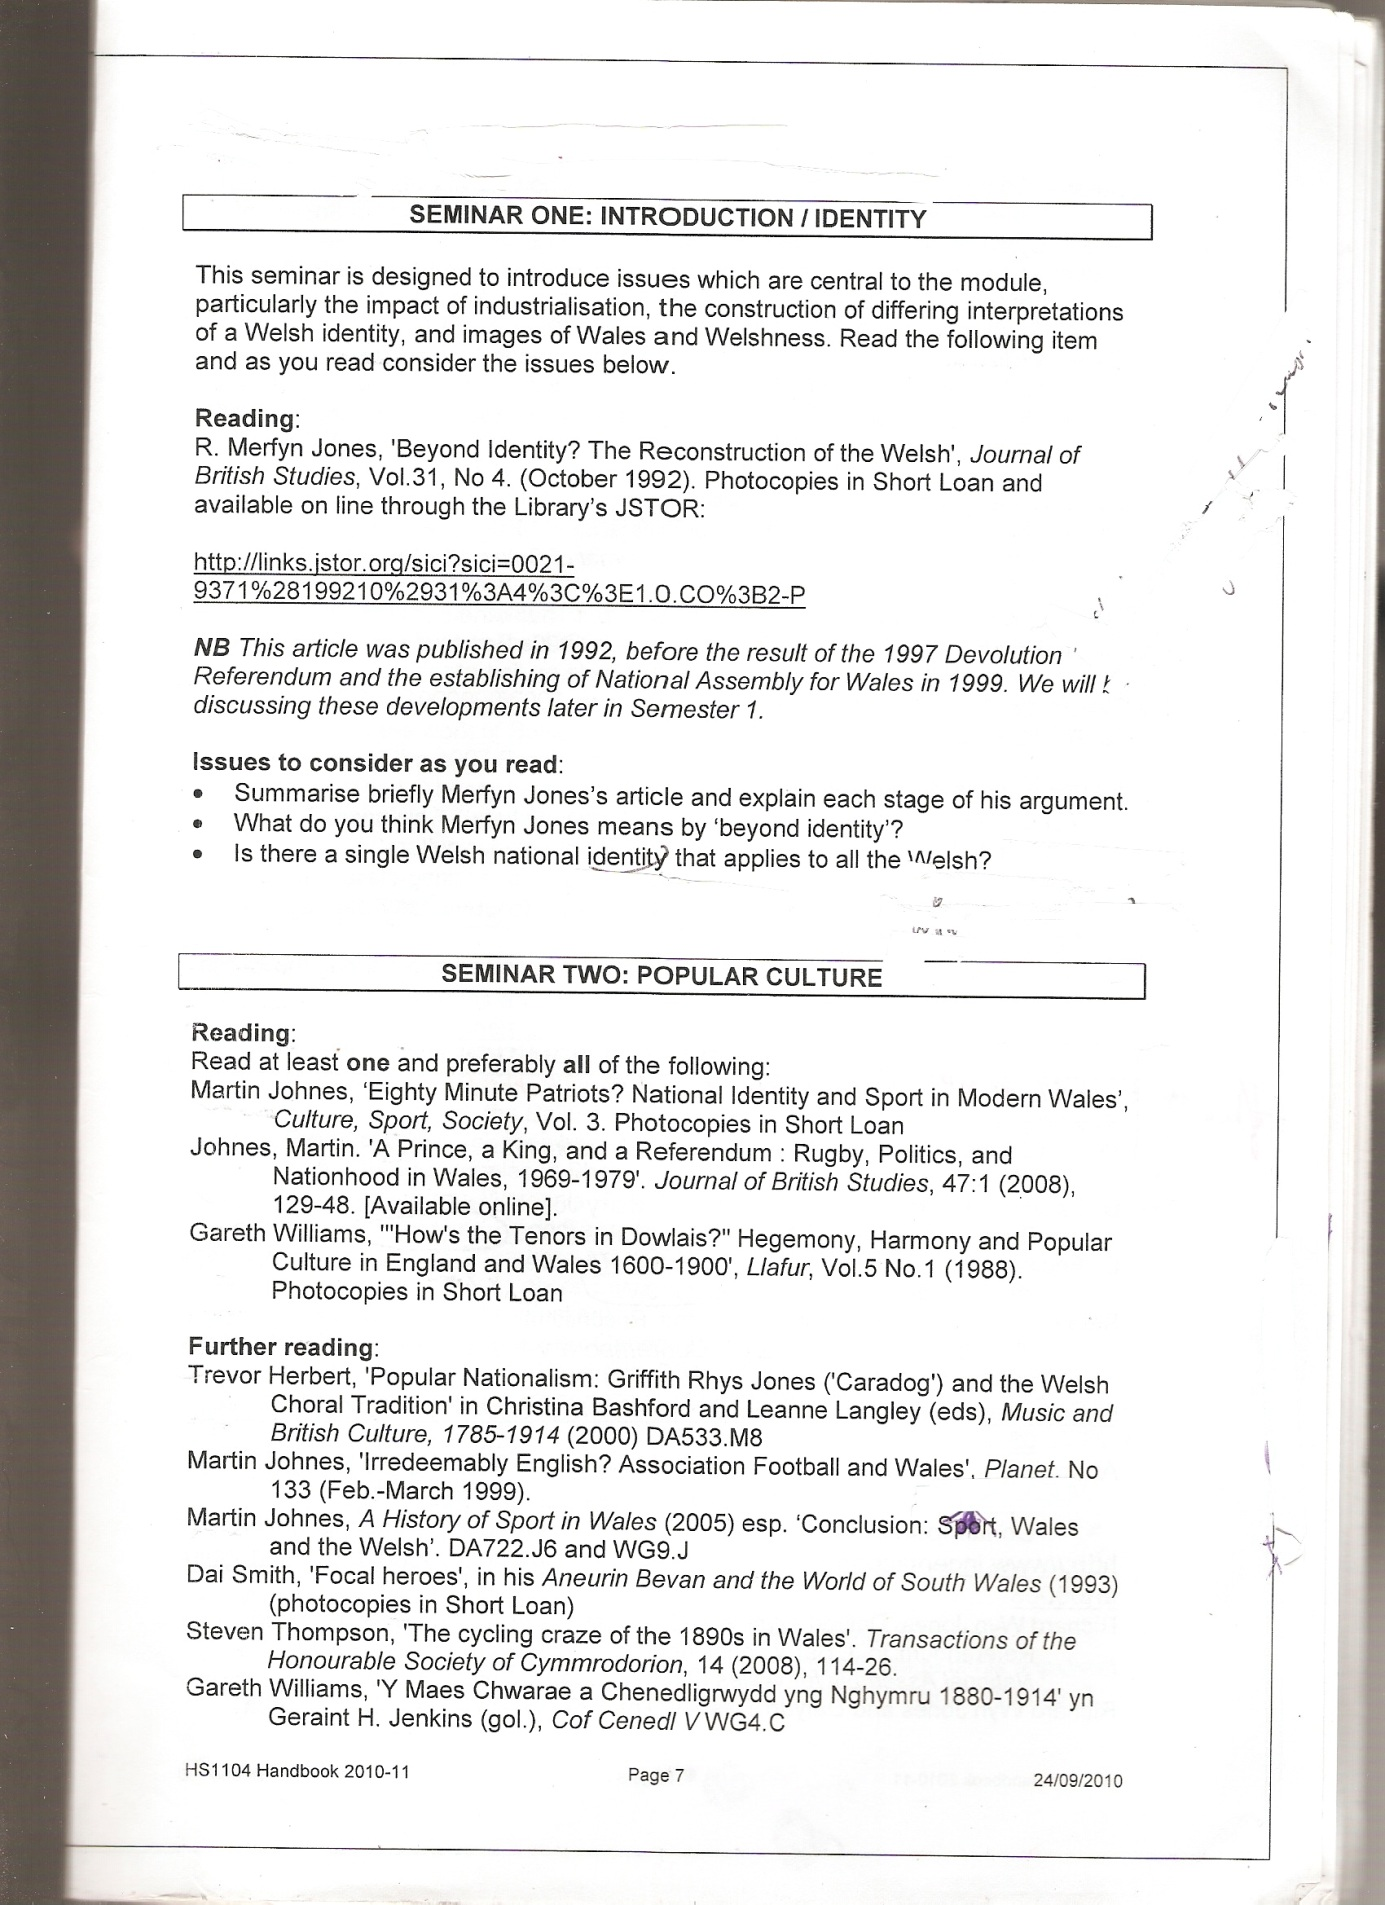 SEMINAR ONE: INTRODUCTION / IDENTITY
This seminar is designed to introduce issues which are central to the module,
particularly the impact of industrialisation, the construction of differing interpretations
of a Welsh identity, and images of Wales and Welshness. Read the following item
and as you read consider the issues below.
Reading:
R. Merfyn Jones, 'Beyond Identity? The Reconstruction of the Welsh', Journal of
British Studies, Vol.31, No 4. (October 1992). Photocopies in Short Loan and
available on line through the Library's JSTOR:
http://links.jstor.org/sici?sici=0021-
9371%28199210%2931%3A4%3C%3E1.0.CO%3B2-P
NB This article was published in 1992, before the result of the 1997 Devolution
Referendum and the establishing of National Assembly for Wales in 1999. We will
discussing these developments later in Semester 1.
Issues to consider as you read:
• Summarise briefly Merfyn Jones's article and explain each stage of his argument.
• What do you think Merfyn Jones means by 'beyond identity'?
• Is there a single Welsh national identity that applies to all the Welsh?
SEMINAR TWO: POPULAR CULTURE
Reading:
Read at least one and preferably all of the following:
Martin Johnes, 'Eighty Minute Patriots? National Identity and Sport in Modern Wales',
Culture, Sport, Society, Vol. 3. Photocopies in Short Loan
Johnes, Martin. 'A Prince, a King, and a Referendum : Rugby, Politics, and
Nationhood in Wales, 1969-1979'. Journal of British Studies, 47:1 (2008),
129-48. [Available online].
Gareth Williams, '"How's the Tenors in Dowlais?" Hegemony, Harmony and Popular
Culture in England and Wales 1600-1900', Llafur, Vol.5 No.1 (1988).
Photocopies in Short Loan
Further reading:
Trevor Herbert, 'Popular Nationalism: Griffith Rhys Jones ('Caradog') and the Welsh
Choral Tradition' in Christina Bashford and Leanne Langley (eds), Music and
British Culture, 1785-1914 (2000) DA533.M8
Martin Johnes, 'Irredeemably English? Association Football and Wales', Planet. No
133 (Feb.-March 1999).
Martin Johnes, A History of Sport in Wales (2005) esp. 'Conclusion: Sport, Wales
and the Welsh'. DA722.J6 and WG9.J
Dai Smith, 'Focal heroes', in his Aneurin Bevan and the World of South Wales (1993)
(photocopies in Short Loan)
Steven Thompson, 'The cycling craze of the 1890s in Wales'. Transactions of the
Honourable Society of Cymmrodorion, 14 (2008), 114-26.
Gareth Williams, 'Y Maes Chwarae a Chenedligrwydd yng Nghymru 1880-1914' yn
Geraint H. Jenkins (gol.), Cof Cenedl V WG4.C
HS1104 Handbook 2010-11 Page 7 24/09/2010